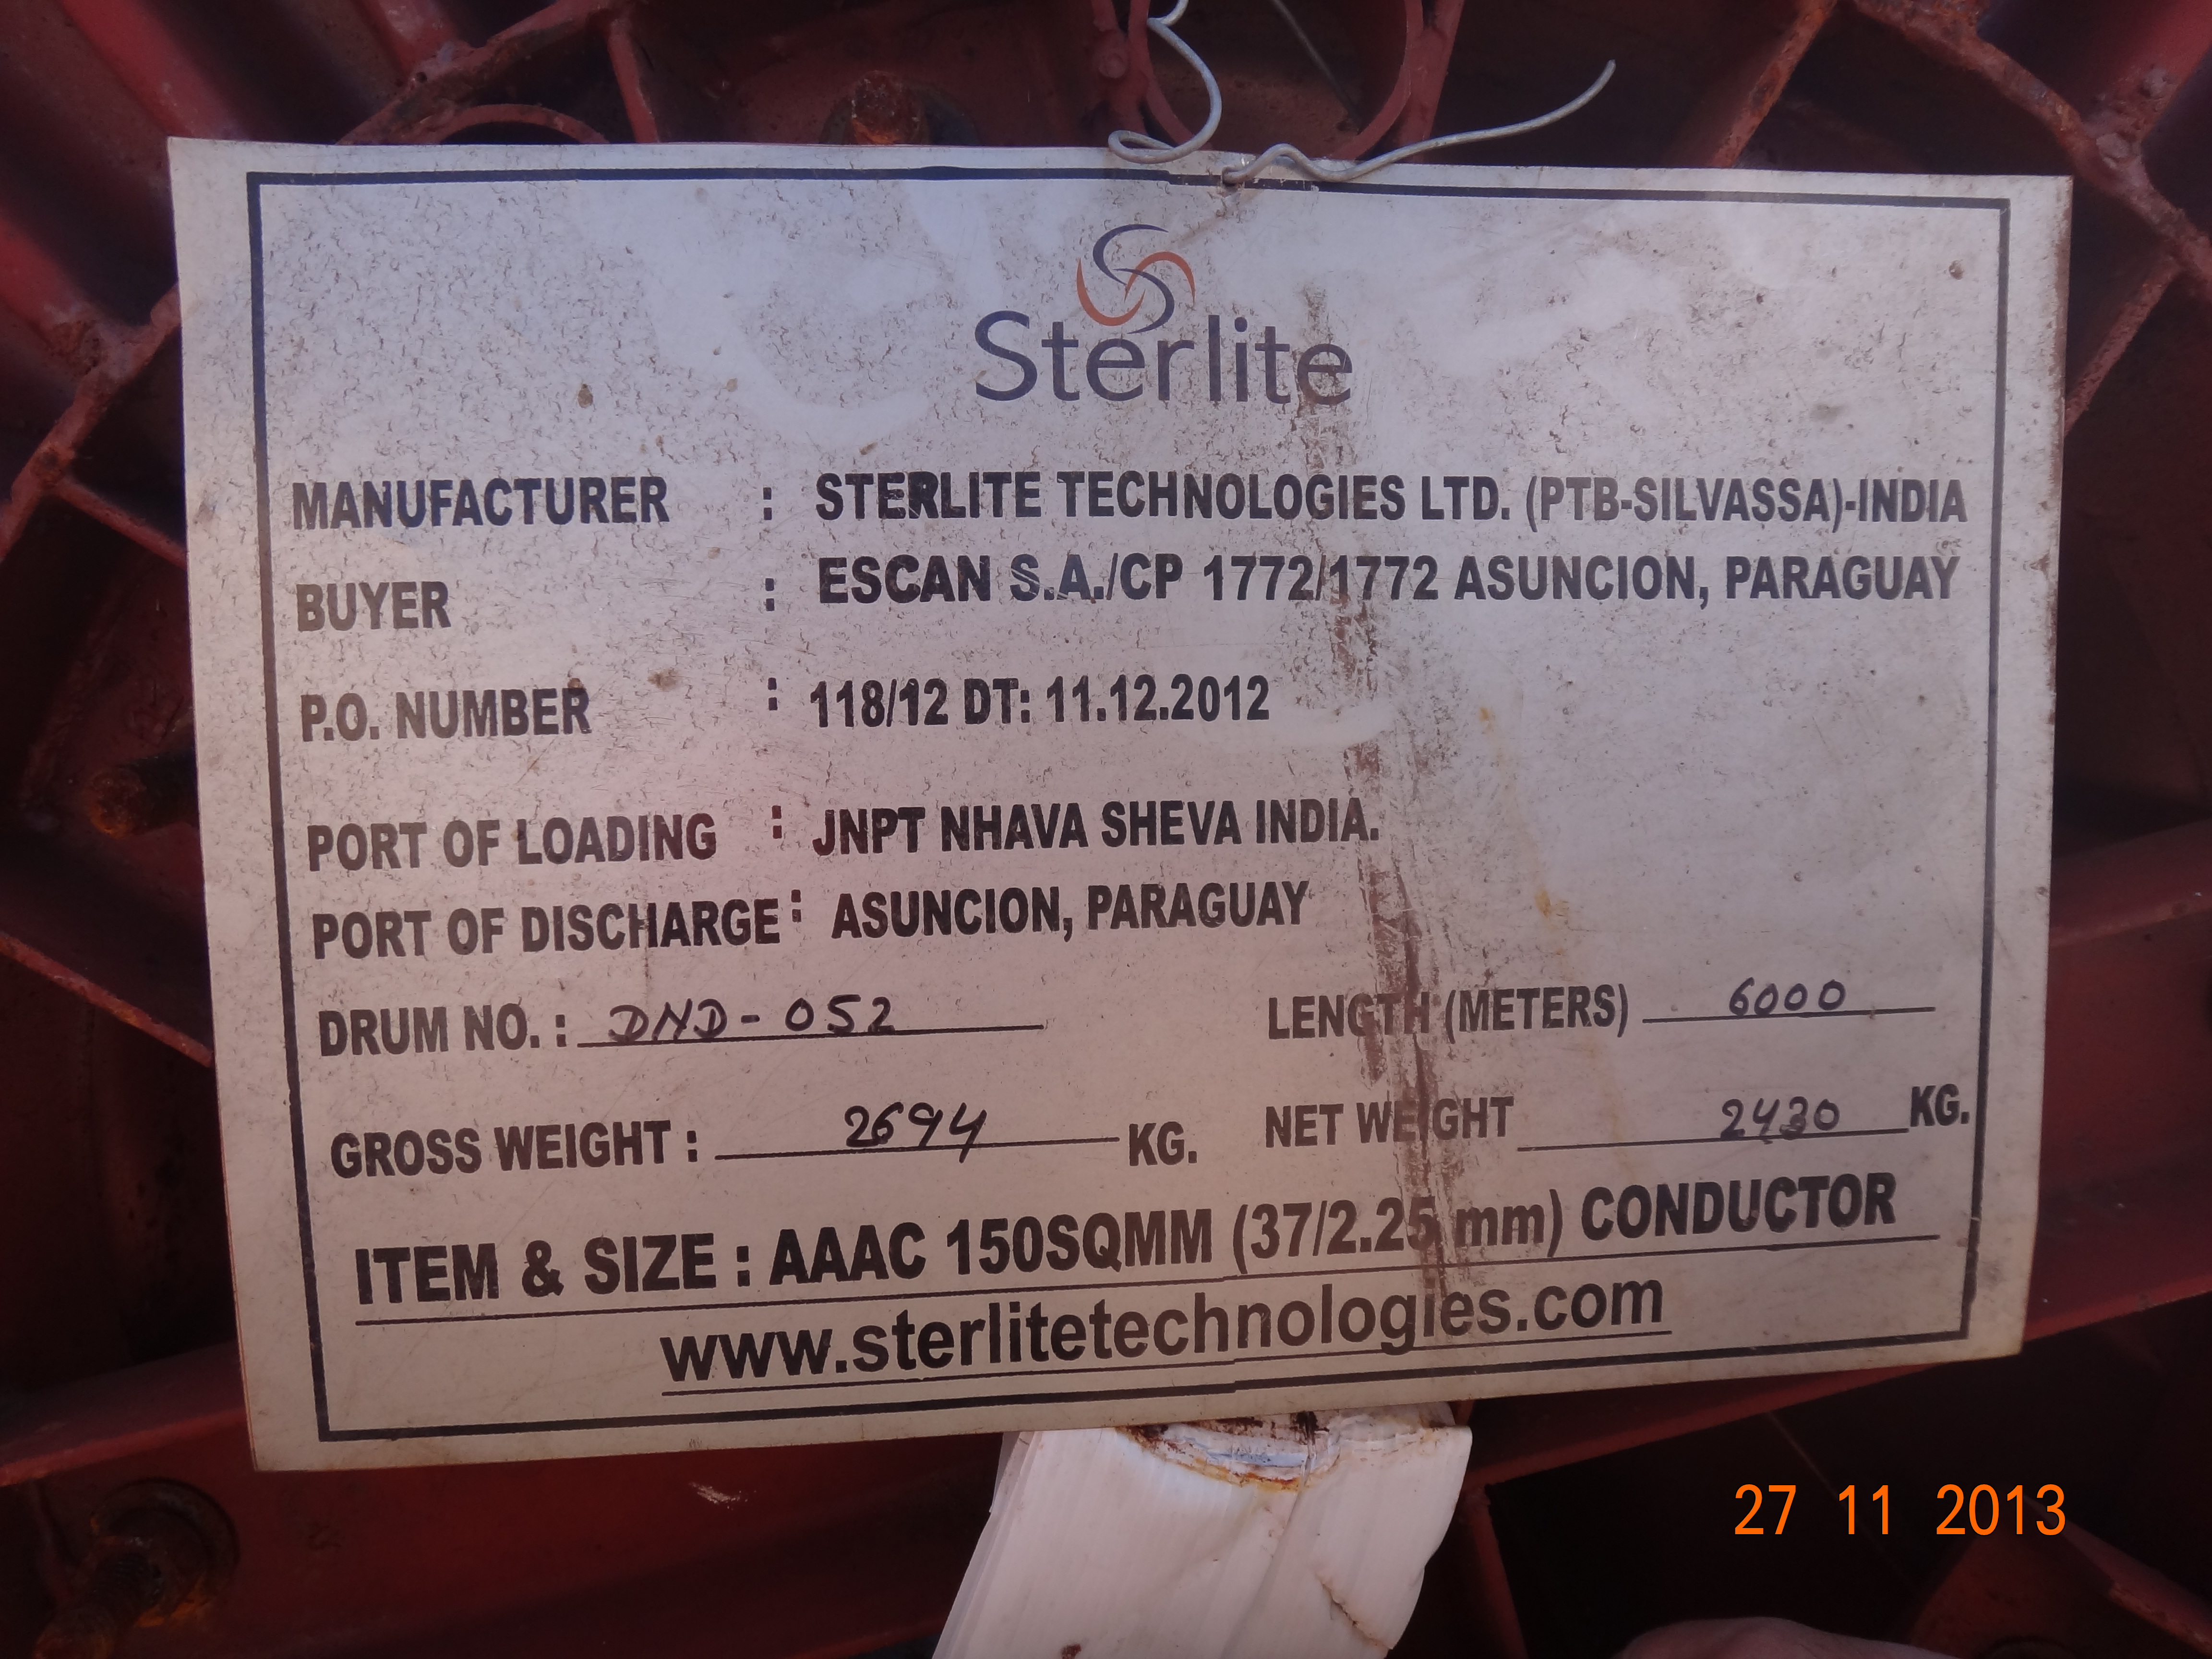 Sterlite
MANUFACTURER : STERLITE TECHNOLOGIES LTD. (PTB-SILVASSA)-INDIA
BUYER : ESCAN S.A./CP 1772/1772 ASUNCION, PARAGUAY
P.O. NUMBER : 118/12 DT: 11.12.2012
PORT OF LOADING : JNPT NHAVA SHEVA INDIA.
PORT OF DISCHARGE : ASUNCION, PARAGUAY
DRUM NO. : DND-052 LENGTH (METERS) 6000
GROSS WEIGHT : 2694 KG. NET WEIGHT 2430 KG.
ITEM & SIZE : AAAC 150SQMM (37/2.25 mm) CONDUCTOR
www.sterlitetechnologies.com
27 11 2013